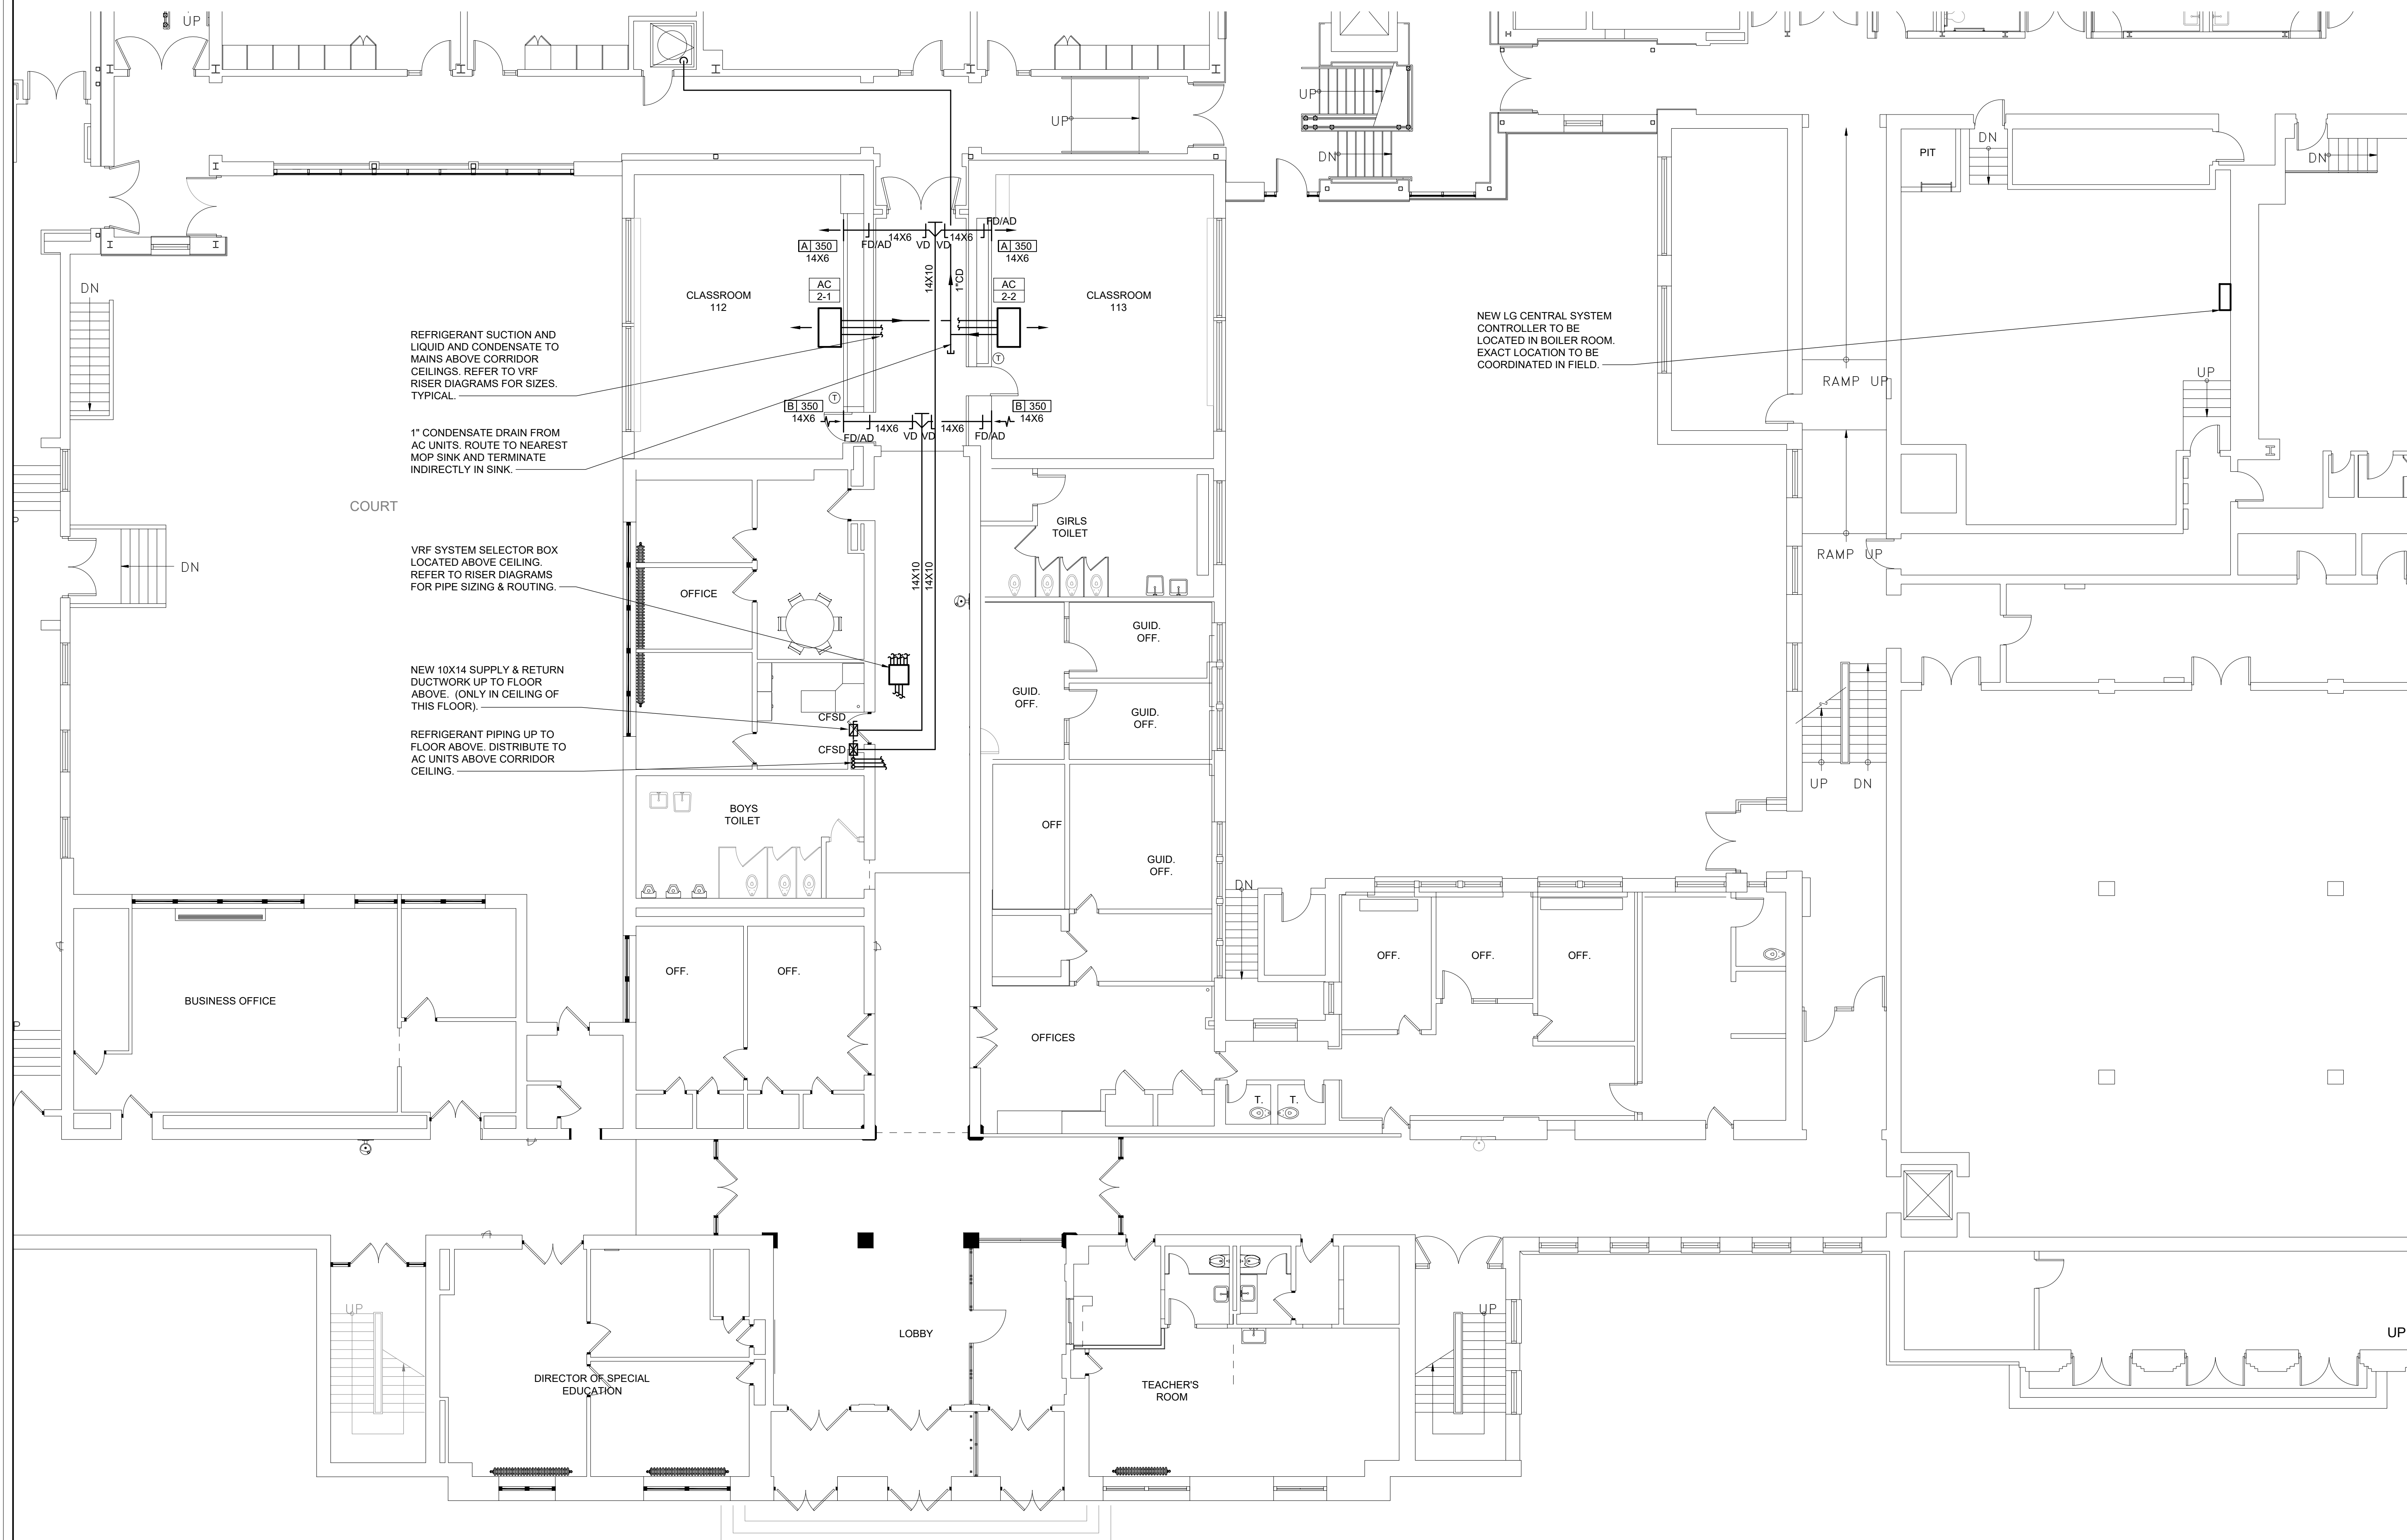 UP
UP
UP
UP
DN
PIT
DN
DN
FD/AD
14X6
VD
VD
14X6
FD/AD
A 350
14X6
A 350
14X6
14X10
1"CD
AC
2-1
AC
2-2
DN
CLASSROOM
112
CLASSROOM
113
REFRIGERANT SUCTION AND
LIQUID AND CONDENSATE TO
MAINS ABOVE CORRIDOR
CEILINGS. REFER TO VRF
RISER DIAGRAMS FOR SIZES.
TYPICAL.
NEW LG CENTRAL SYSTEM
CONTROLLER TO BE
LOCATED IN BOILER ROOM.
EXACT LOCATION TO BE
COORDINATED IN FIELD.
T
T
RAMP UP
UP
B 350
14X6
B 350
14X6
FD/AD
14X6
VD
VD
14X6
FD/AD
1" CONDENSATE DRAIN FROM
AC UNITS. ROUTE TO NEAREST
MOP SINK AND TERMINATE
INDIRECTLY IN SINK.
COURT
GIRLS
TOILET
RAMP UP
DN
VRF SYSTEM SELECTOR BOX
LOCATED ABOVE CEILING.
REFER TO RISER DIAGRAMS
FOR PIPE SIZING & ROUTING.
OFFICE
14X10
14X10
GUID.
OFF.
NEW 10X14 SUPPLY & RETURN
DUCTWORK UP TO FLOOR
ABOVE. (ONLY IN CEILING OF
THIS FLOOR).
GUID.
OFF.
GUID.
OFF.
CFSD
CFSD
REFRIGERANT PIPING UP TO
FLOOR ABOVE. DISTRIBUTE TO
AC UNITS ABOVE CORRIDOR
CEILING.
UP
DN
BOYS
TOILET
OFF
GUID.
OFF.
DN
OFF.
OFF.
OFF.
OFF.
OFF.
BUSINESS OFFICE
OFFICES
T.
T.
UP
UP
LOBBY
UP
DIRECTOR OF SPECIAL
EDUCATION
TEACHER'S
ROOM